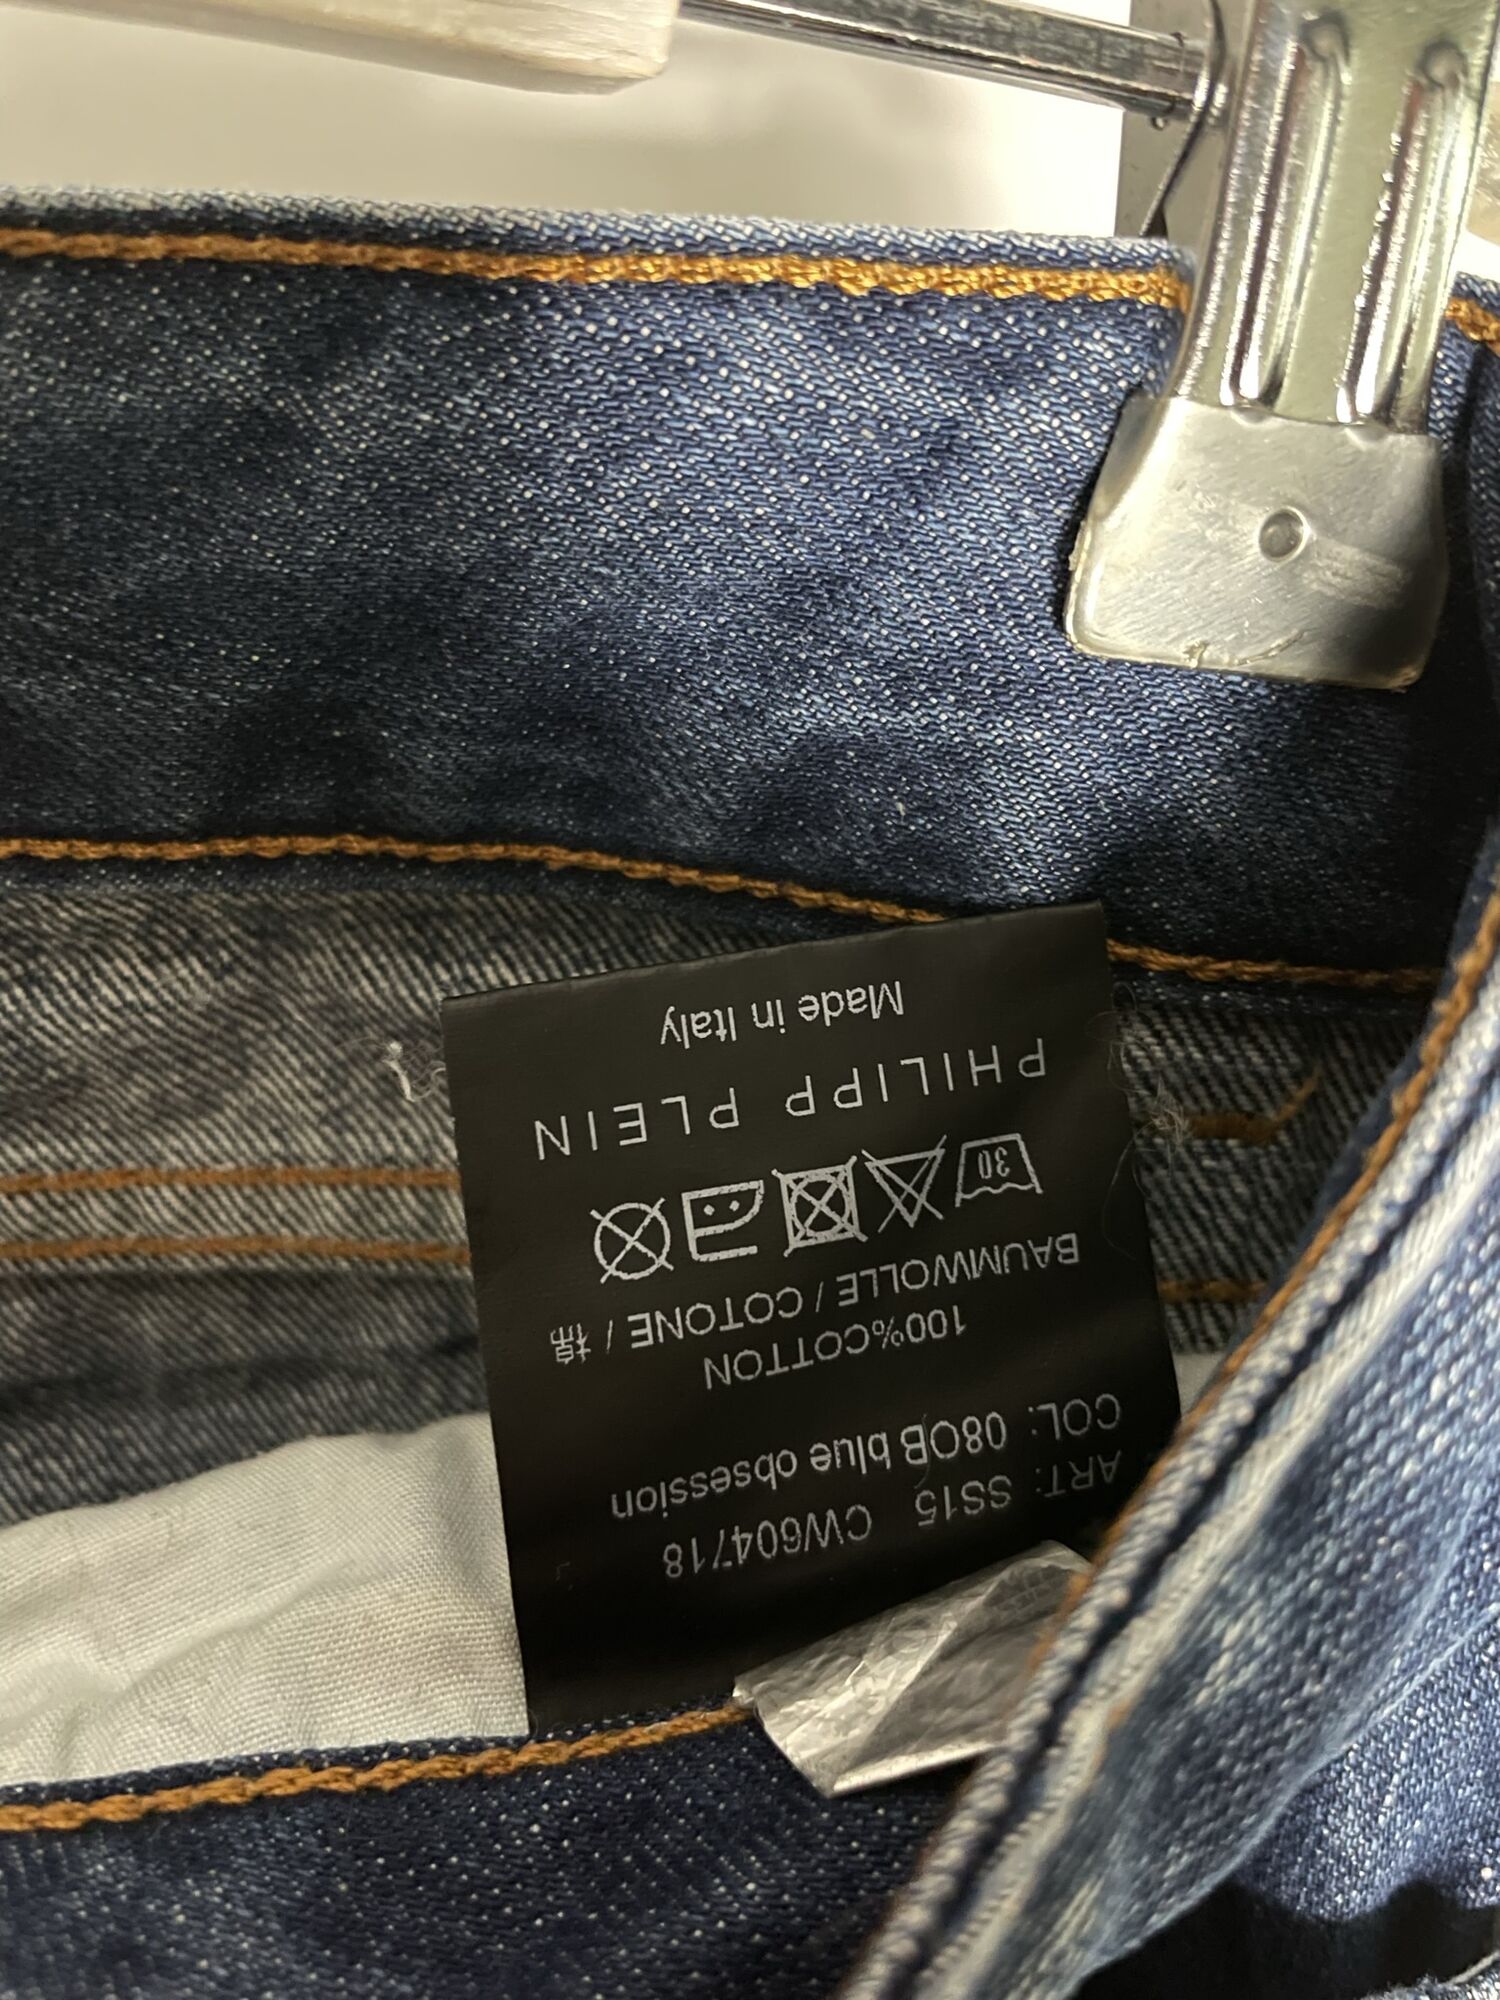 ART: SS15 CW604718
COL: 08OB blue obsession
100%COTTON
BAUMWOLLE / COTONE / 棉
30
PHILIPP PLEIN
Made in Italy